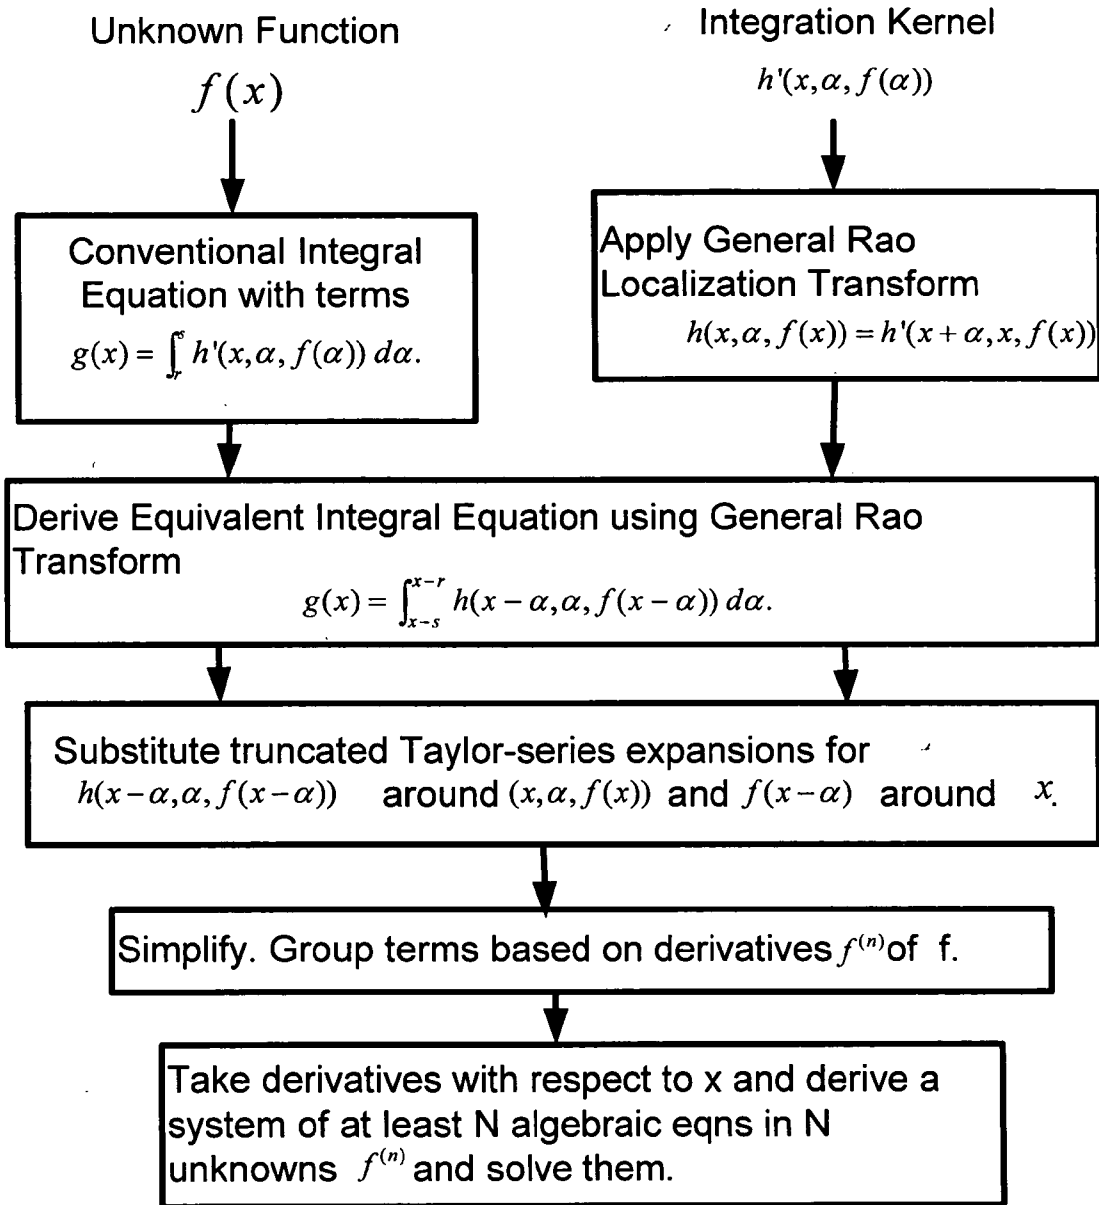 Unknown Function
f(x)
Integration Kernel
h'(x,α,f(α))
Conventional Integral
Equation with terms
g(x) = ∫_r^s h'(x,α,f(α)) dα.
Apply General Rao
Localization Transform
h(x,α,f(x)) = h'(x+α,x,f(x))
Derive Equivalent Integral Equation using General Rao
Transform
g(x) = ∫_{x−s}^{x−r} h(x−α,α,f(x−α)) dα.
Substitute truncated Taylor-series expansions for
h(x−α,α,f(x−α)) around (x,α,f(x)) and f(x−α) around x.
Simplify. Group terms based on derivatives f^{(n)} of f.
Take derivatives with respect to x and derive a
system of at least N algebraic eqns in N
unknowns f^{(n)} and solve them.